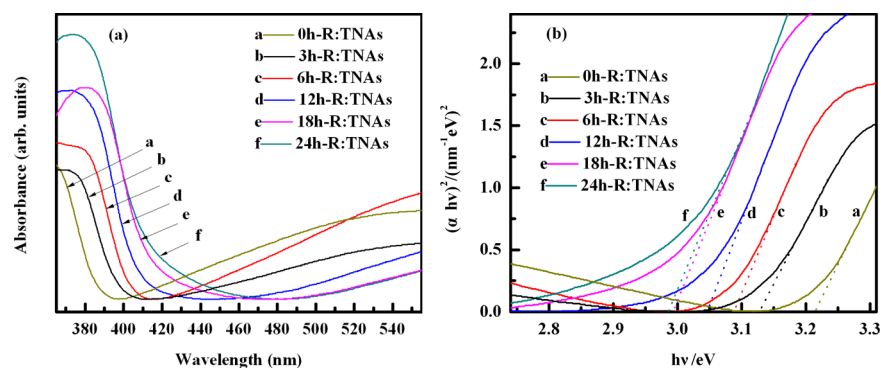 (a)
a 0h-R:TNAs
b 3h-R:TNAs
c 6h-R:TNAs
d 12h-R:TNAs
e 18h-R:TNAs
f 24h-R:TNAs
a
b
c
d
e
f
Absorbance (arb. units)
380 400 420 440 460 480 500 520 540
Wavelength (nm)
(b)
a 0h-R:TNAs
b 3h-R:TNAs
c 6h-R:TNAs
d 12h-R:TNAs
e 18h-R:TNAs
f 24h-R:TNAs
f e d c b a
(α hν)²/(nm⁻¹eV)²
2.0
1.5
1.0
0.5
0.0
2.8 2.9 3.0 3.1 3.2 3.3
hν/eV